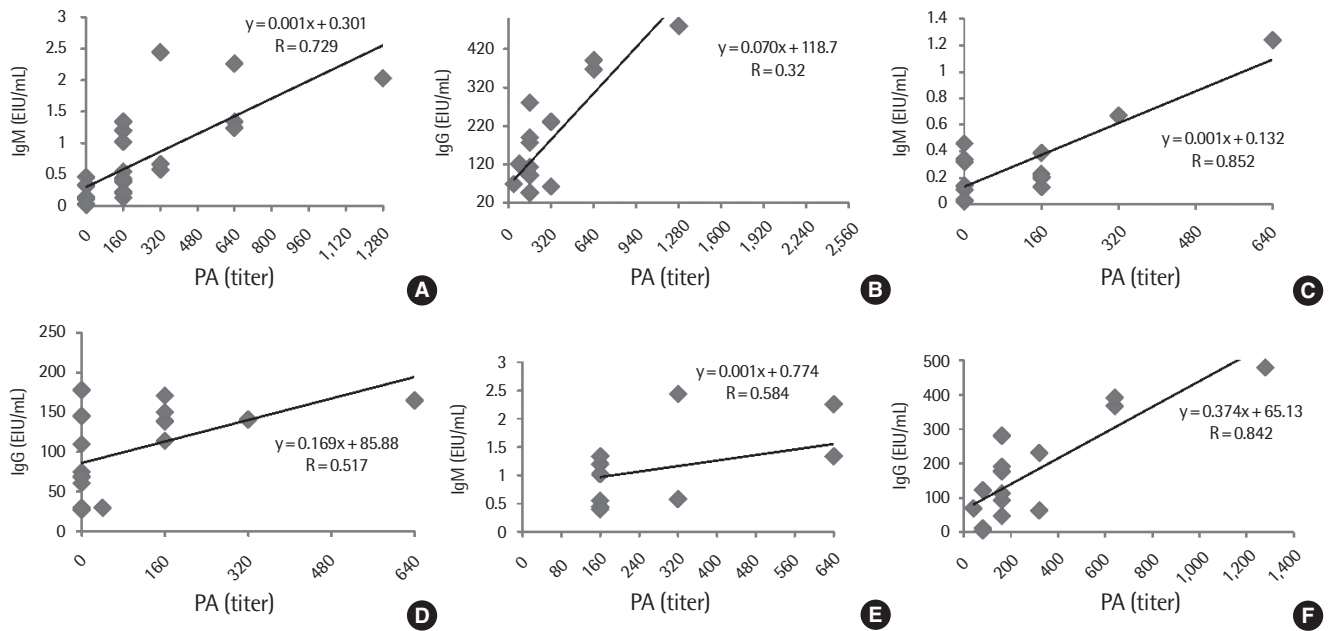 3
2.5
2
1.5
1
0.5
0
IgM (EIU/mL)
y=0.001x+0.301
R=0.729
0 160 320 480 640 800 960 1,120 1,280
PA (titer)
A
420
320
220
120
20
IgG (EIU/mL)
y=0.070x+118.7
R=0.32
0 320 640 940 1,280 1,600 1,920 2,240 2,560
PA (titer)
B
1.4
1.2
1
0.8
0.6
0.4
0.2
0
IgM (EIU/mL)
y=0.001x+0.132
R=0.852
0 160 320 480 640
PA (titer)
C
250
200
150
100
50
0
IgG (EIU/mL)
y=0.169x+85.88
R=0.517
0 160 320 480 640
PA (titer)
D
3
2.5
2
1.5
1
0.5
0
IgM (EIU/mL)
y=0.001x+0.774
R=0.584
0 80 160 240 320 400 480 560 640
PA (titer)
E
500
400
300
200
100
0
IgG (EIU/mL)
y=0.374x+65.13
R=0.842
0 200 400 600 800 1,000 1,200 1,400
PA (titer)
F